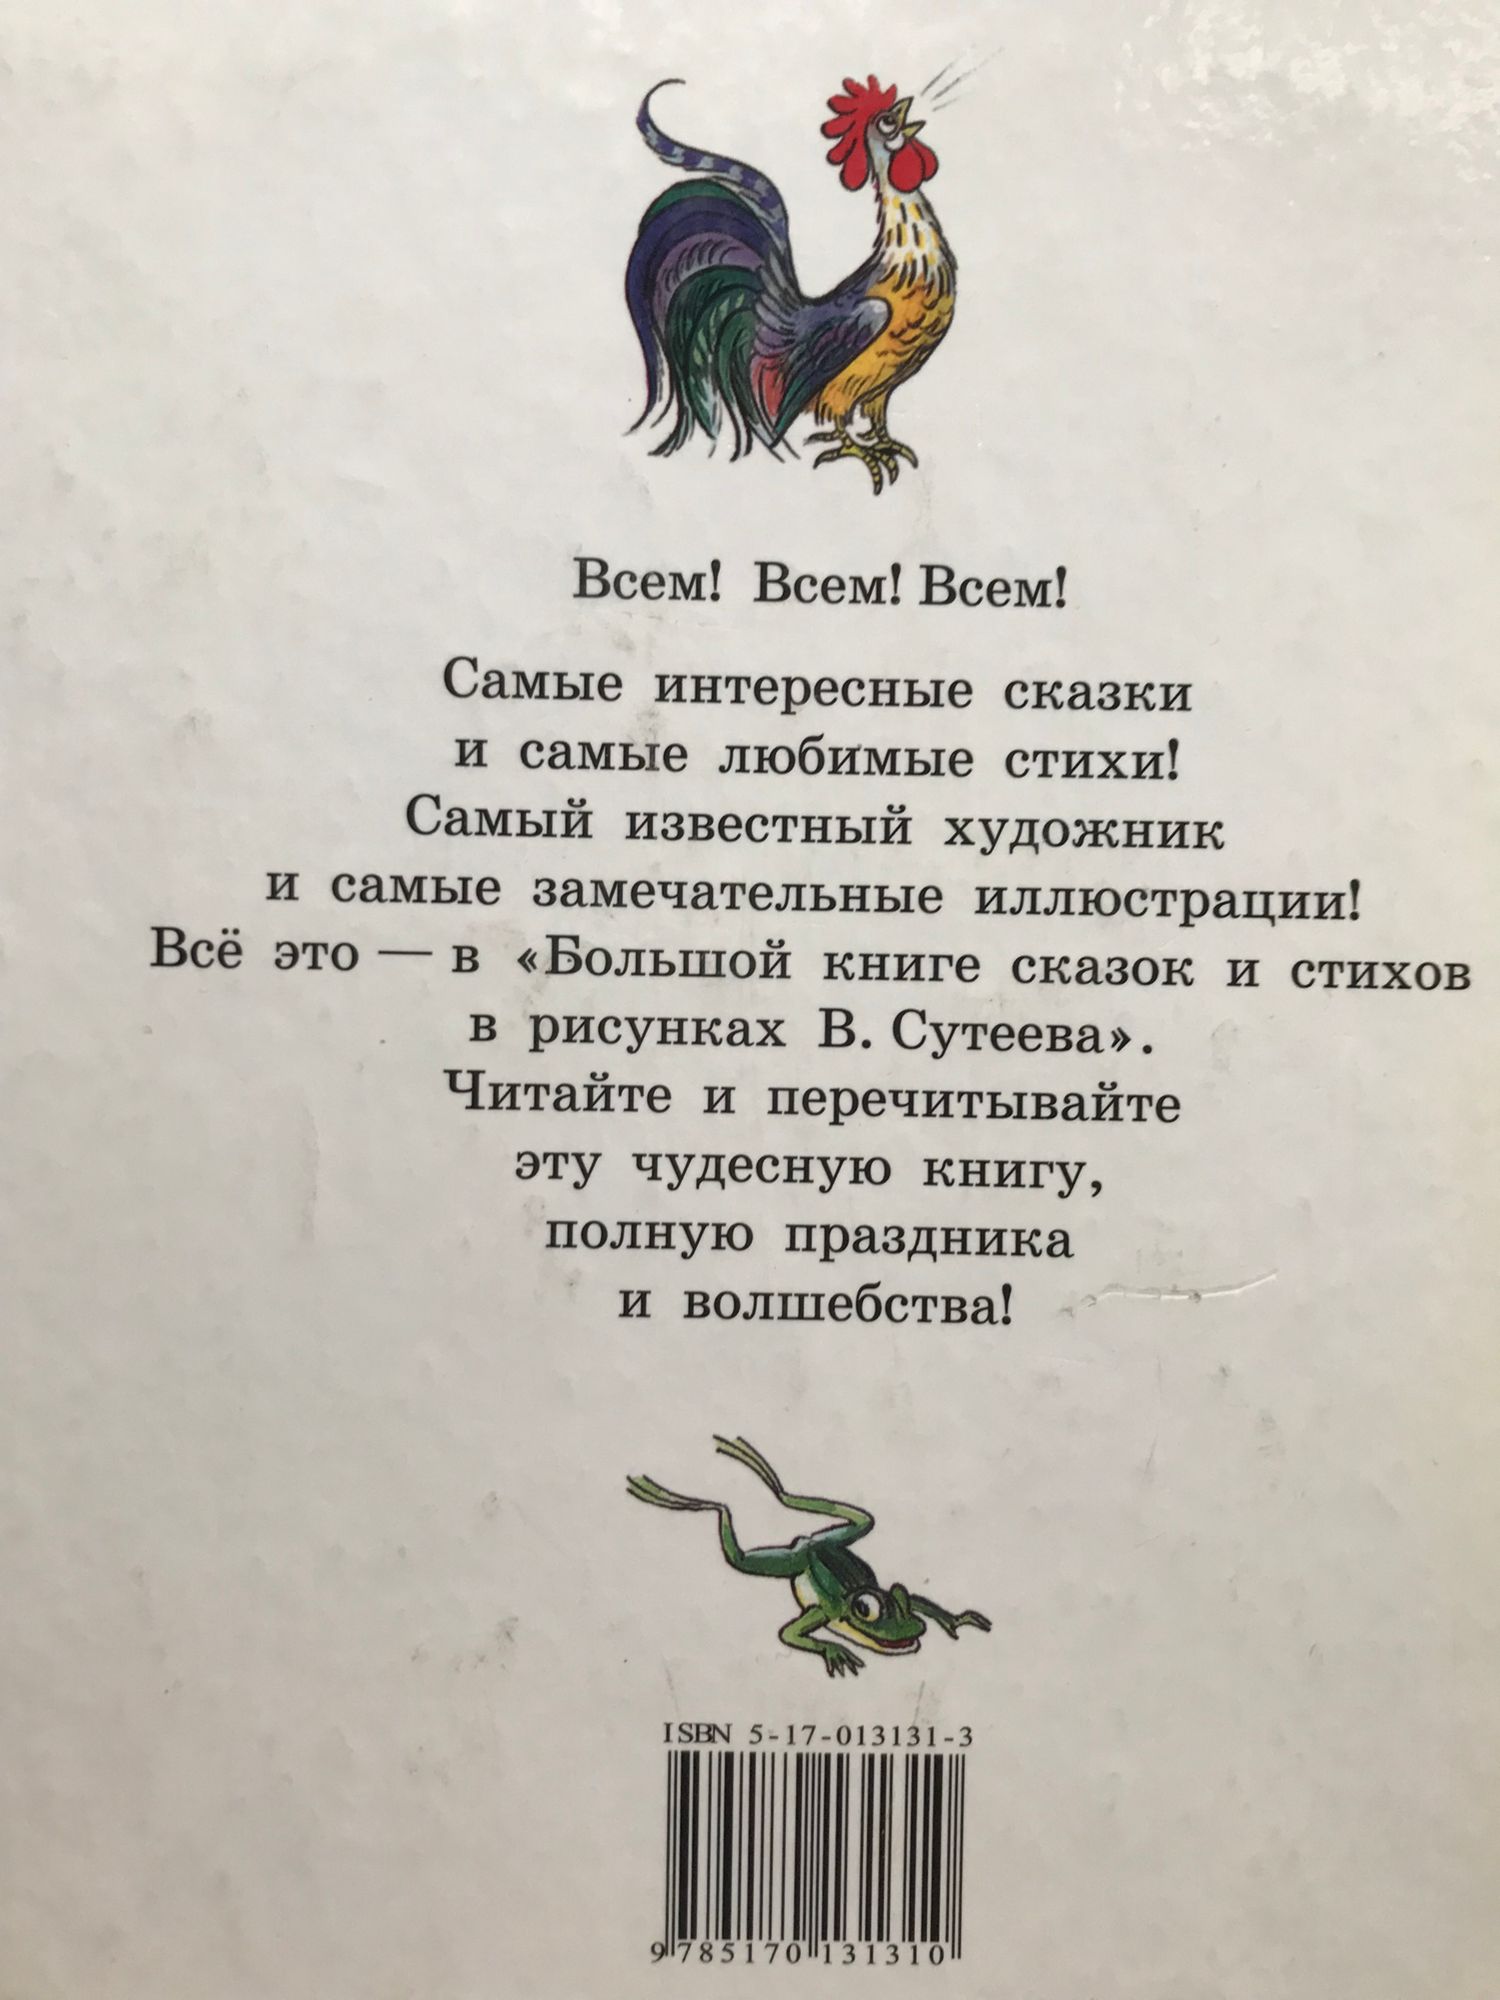 Всем! Всем! Всем!
Самые интересные сказки
и самые любимые стихи!
Самый известный художник
и самые замечательные иллюстрации!
Всё это — в «Большой книге сказок и стихов
в рисунках В. Сутеева».
Читайте и перечитывайте
эту чудесную книгу,
полную праздника
и волшебства!
ISBN 5-17-013131-3
9 785170 131310